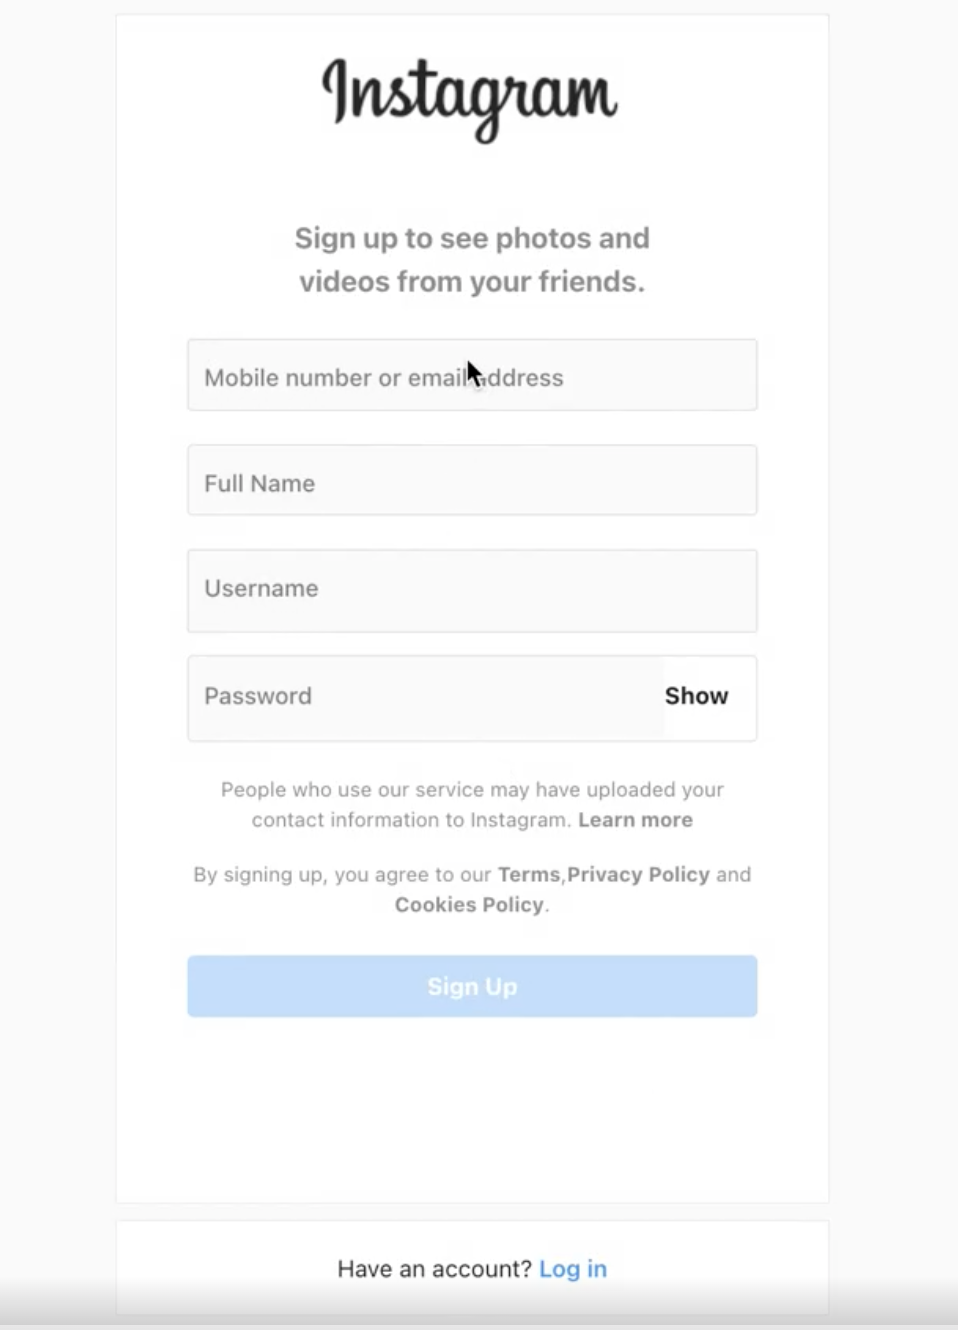 Instagram
Sign up to see photos and
videos from your friends.
Mobile number or email address
Full Name
Username
Password
Show
People who use our service may have uploaded your
contact information to Instagram. Learn more
By signing up, you agree to our Terms,Privacy Policy and
Cookies Policy.
Sign Up
Have an account? Log in